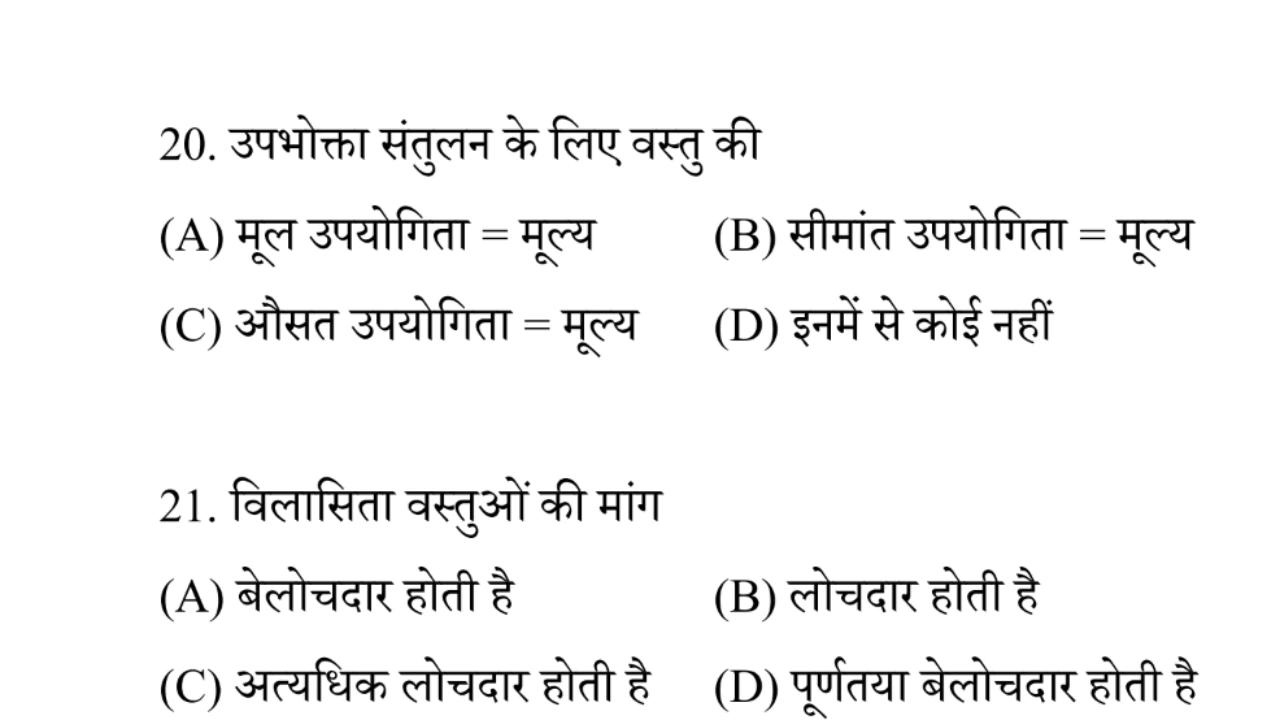 20. उपभोक्ता संतुलन के लिए वस्तु की
(A) मूल उपयोगिता = मूल्य (B) सीमांत उपयोगिता = मूल्य
(C) औसत उपयोगिता = मूल्य (D) इनमें से कोई नहीं
21. विलासिता वस्तुओं की मांग
(A) बेलोचदार होती है (B) लोचदार होती है
(C) अत्यधिक लोचदार होती है (D) पूर्णतया बेलोचदार होती है